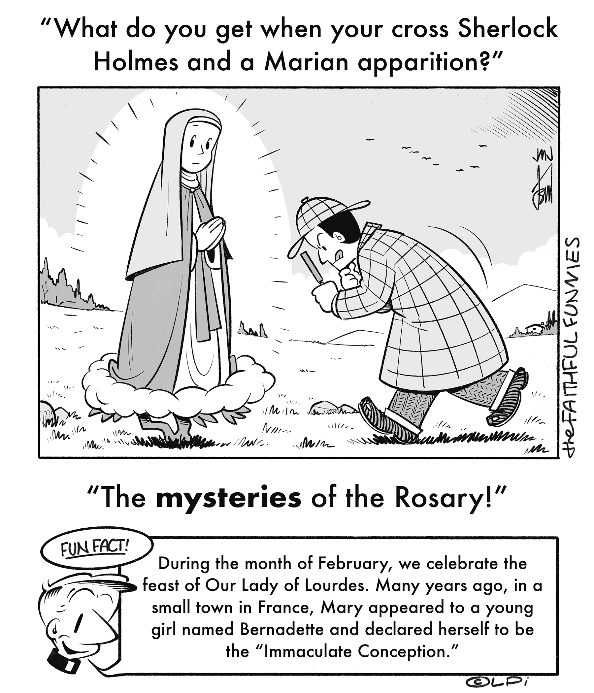 “What do you get when your cross Sherlock
Holmes and a Marian apparition?”
the FAITHFUL FUNNIES
“The mysteries of the Rosary!”
FUN FACT!
During the month of February, we celebrate the
feast of Our Lady of Lourdes. Many years ago, in a
small town in France, Mary appeared to a young
girl named Bernadette and declared herself to be
the “Immaculate Conception.”
©LPi